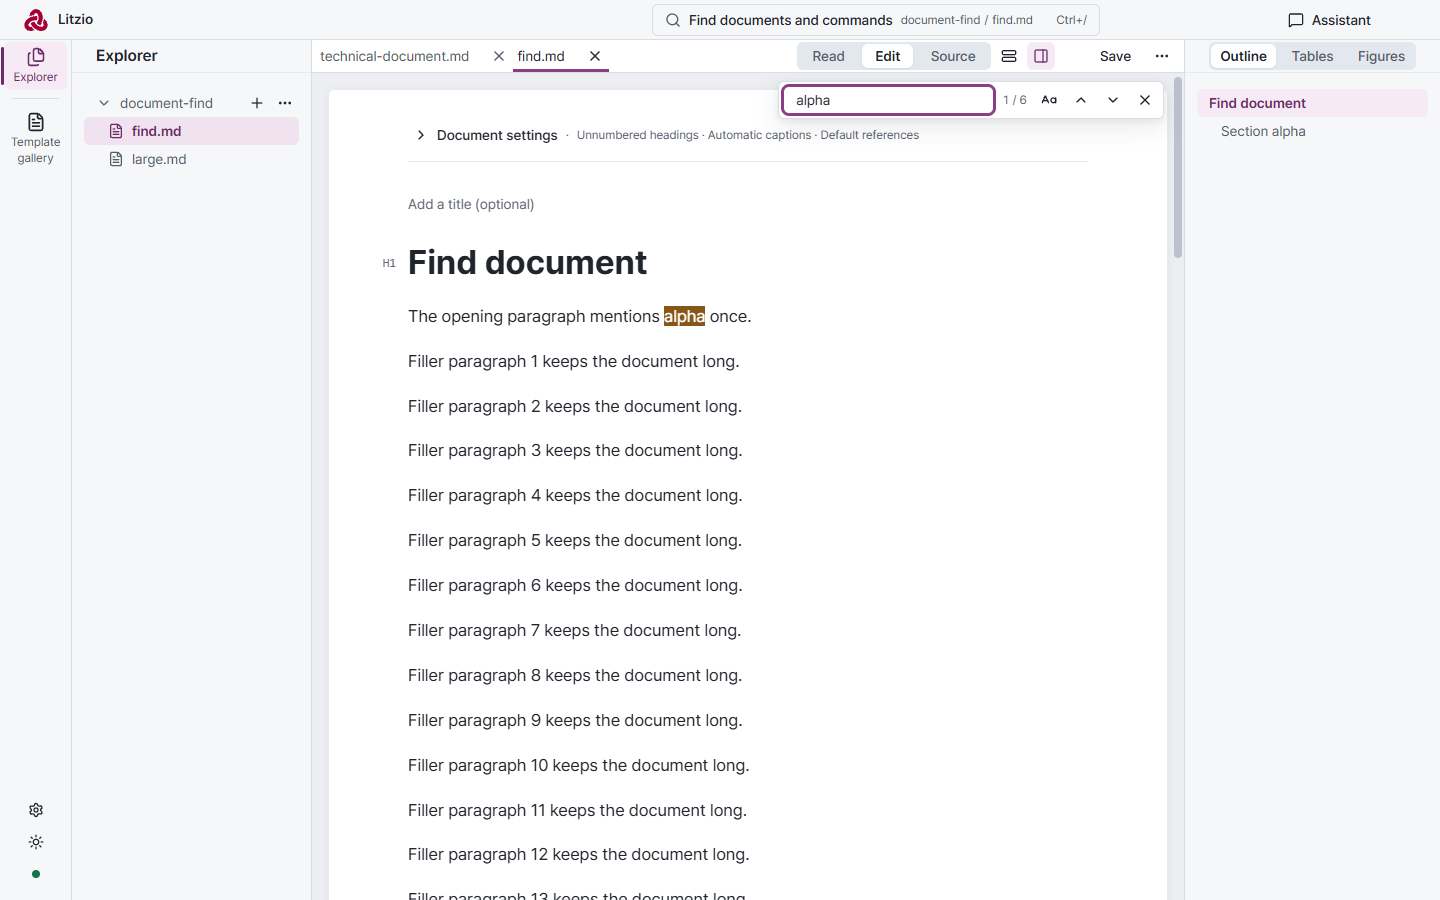 Litzio
Find documents and commands document-find / find.md Ctrl+/
Assistant
Explorer
Template
gallery
Explorer
document-find
find.md
large.md
technical-document.md
find.md
Read Edit Source
Save
alpha
1 / 6
Aa
Document settings · Unnumbered headings · Automatic captions · Default references
Add a title (optional)
H1 Find document
The opening paragraph mentions alpha once.
Filler paragraph 1 keeps the document long.
Filler paragraph 2 keeps the document long.
Filler paragraph 3 keeps the document long.
Filler paragraph 4 keeps the document long.
Filler paragraph 5 keeps the document long.
Filler paragraph 6 keeps the document long.
Filler paragraph 7 keeps the document long.
Filler paragraph 8 keeps the document long.
Filler paragraph 9 keeps the document long.
Filler paragraph 10 keeps the document long.
Filler paragraph 11 keeps the document long.
Filler paragraph 12 keeps the document long.
Filler paragraph 13 keeps the document long.
Outline Tables Figures
Find document
Section alpha